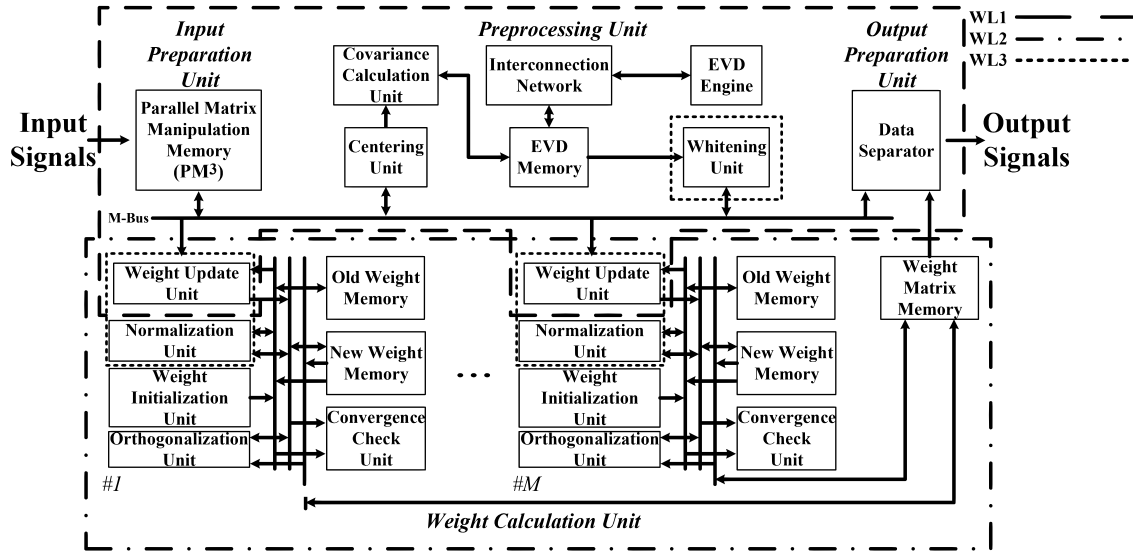 Input
Preparation
Unit
Preprocessing Unit
Output
Preparation
Unit
WL1
WL2
WL3
Input
Signals
Parallel Matrix
Manipulation
Memory
(PM3)
Covariance
Calculation
Unit
Interconnection
Network
EVD
Engine
Centering
Unit
EVD
Memory
Whitening
Unit
Data
Separator
Output
Signals
M-Bus
Weight Update
Unit
Old Weight
Memory
Weight Update
Unit
Old Weight
Memory
Weight
Matrix
Memory
Normalization
Unit
New Weight
Memory
Normalization
Unit
New Weight
Memory
Weight
Initialization
Unit
. . .
Weight
Initialization
Unit
Orthogonalization
Unit
Convergence
Check
Unit
Orthogonalization
Unit
Convergence
Check
Unit
#1
#M
Weight Calculation Unit